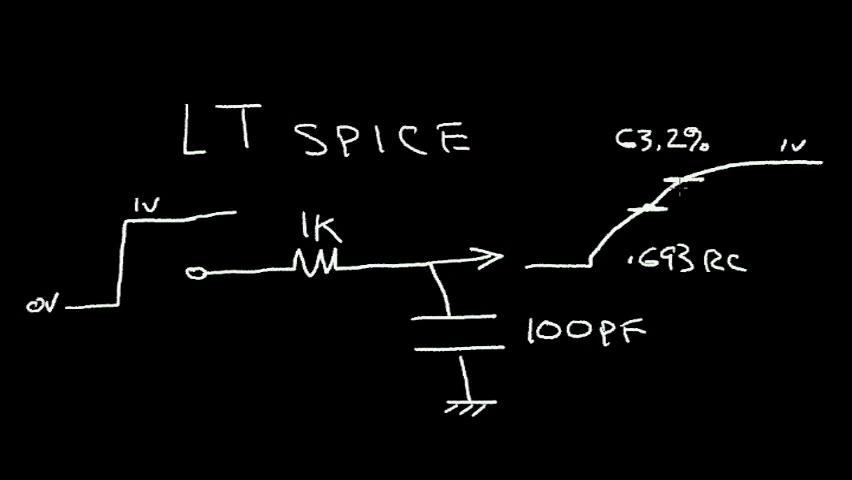 LT SPICE
63.2%
1V
1V
1K
0V
.693 RC
100PF